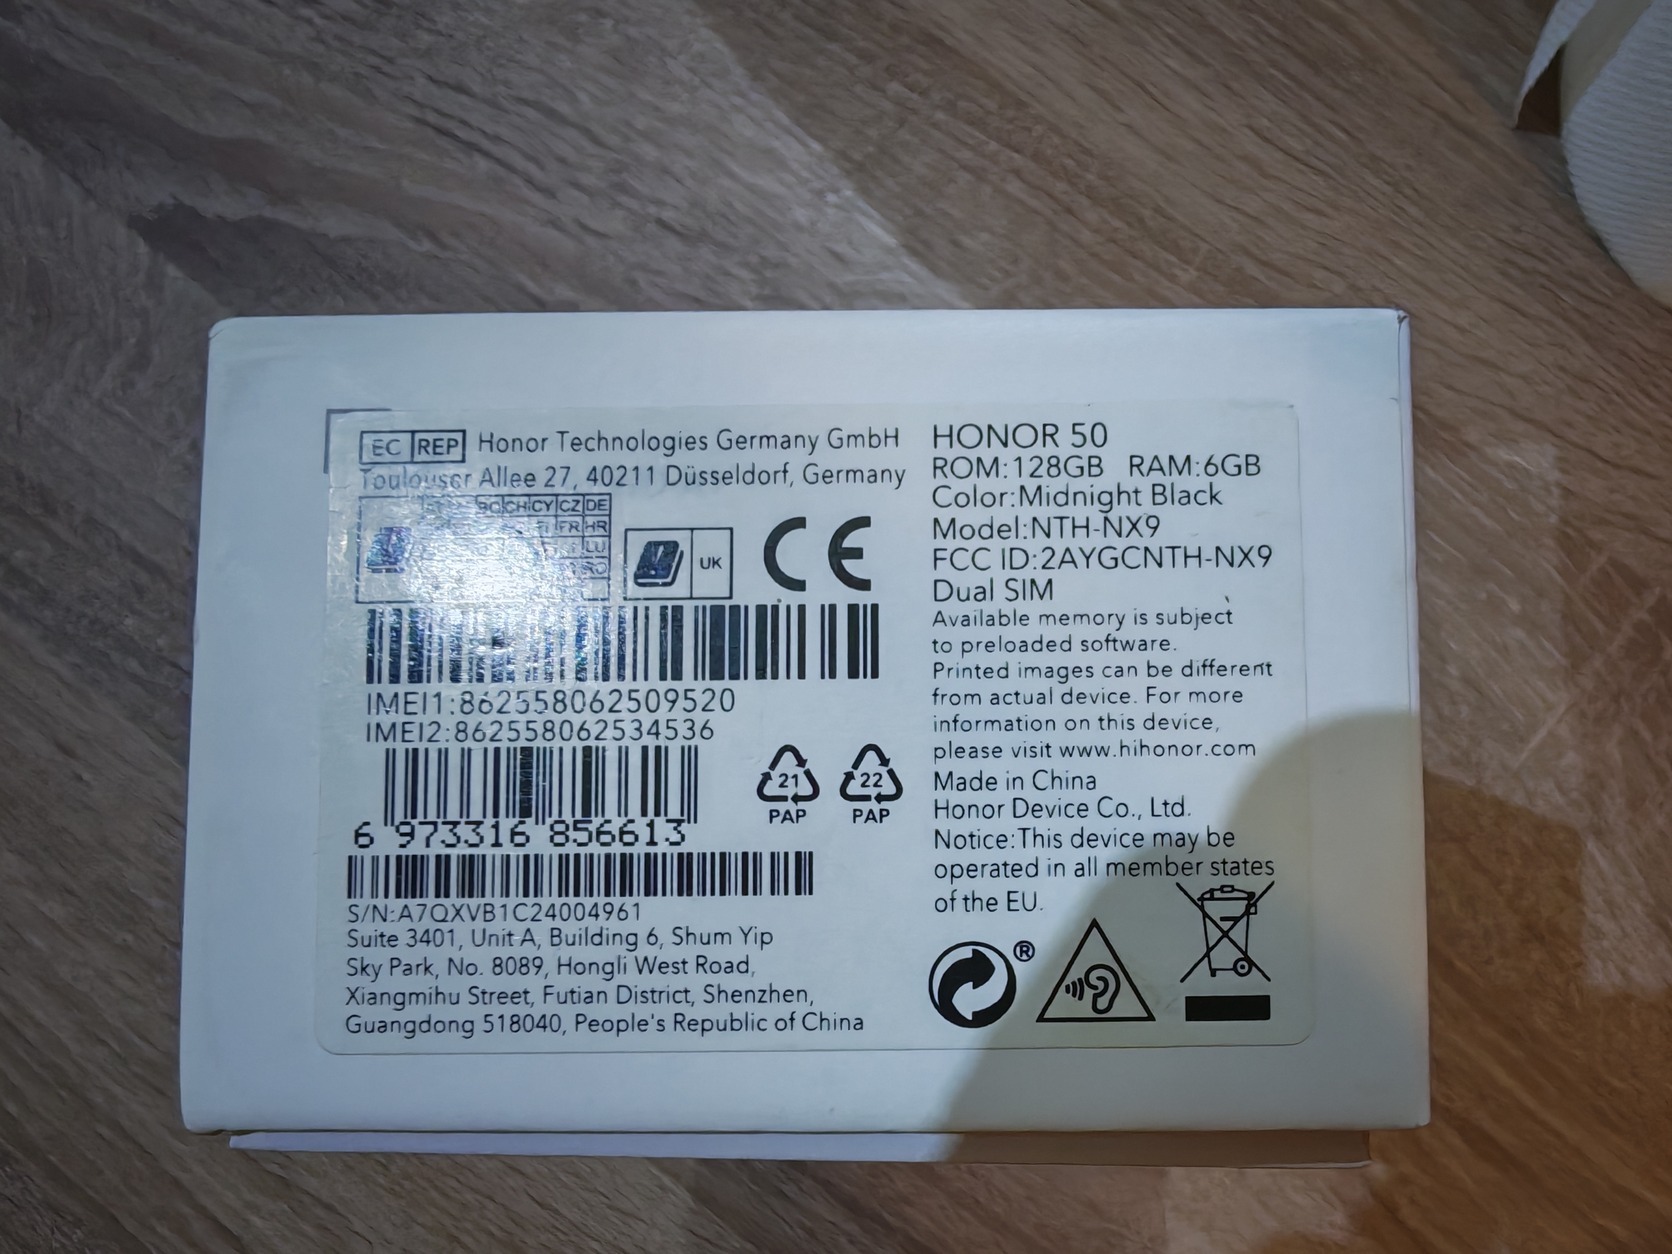 EC REP Honor Technologies Germany GmbH
Toulouser Allee 27, 40211 Düsseldorf, Germany
BG CH CY CZ DE
FR HR
LU
RO
UK
CE
IMEI1:862558062509520
IMEI2:862558062534536
21
PAP
22
PAP
6 973316 856613
S/N:A7QXVB1C24004961
Suite 3401, Unit A, Building 6, Shum Yip
Sky Park, No. 8089, Hongli West Road,
Xiangmihu Street, Futian District, Shenzhen,
Guangdong 518040, People's Republic of China
HONOR 50
ROM:128GB RAM:6GB
Color:Midnight Black
Model:NTH-NX9
FCC ID:2AYGCNTH-NX9
Dual SIM
Available memory is subject
to preloaded software.
Printed images can be different
from actual device. For more
information on this device,
please visit www.hihonor.com
Made in China
Honor Device Co., Ltd.
Notice:This device may be
operated in all member states
of the EU.
®